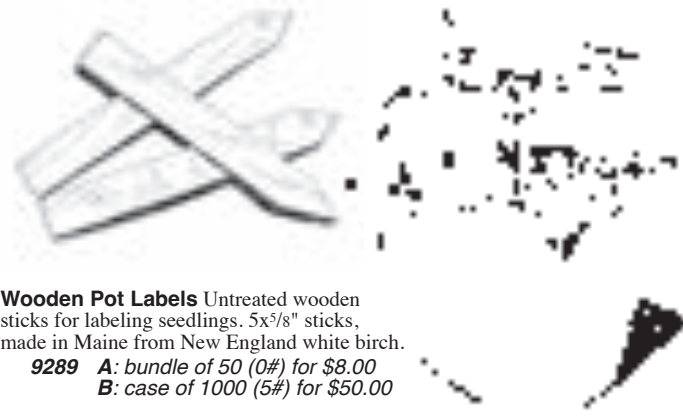 Wooden Pot Labels Untreated wooden
sticks for labeling seedlings. 5x5/8" sticks,
made in Maine from New England white birch.
9289 A: bundle of 50 (0#) for $8.00
B: case of 1000 (5#) for $50.00